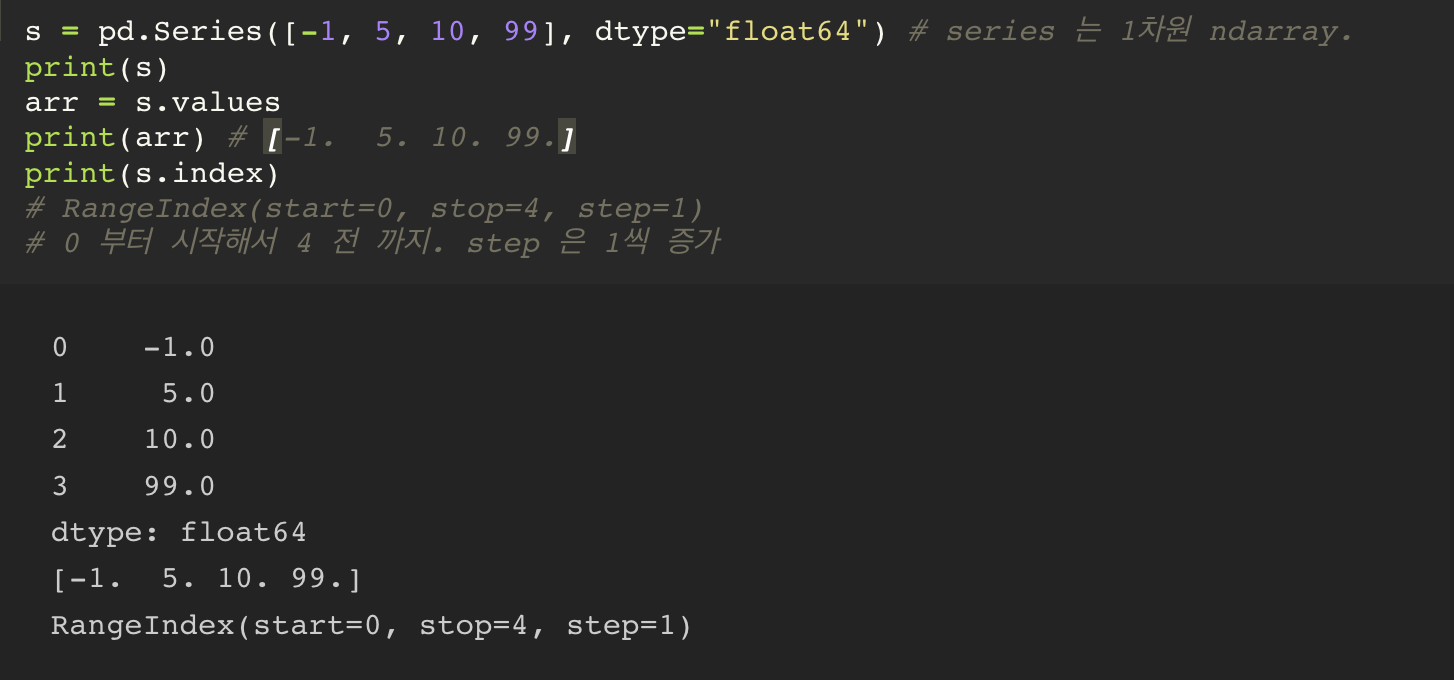 s = pd.Series([-1, 5, 10, 99], dtype="float64") # series 는 1차원 ndarray.
print(s)
arr = s.values
print(arr) # [-1.  5. 10. 99.]
print(s.index)
# RangeIndex(start=0, stop=4, step=1)
# 0 부터 시작해서 4 전 까지. step 은 1씩 증가
0    -1.0
1     5.0
2    10.0
3    99.0
dtype: float64
[-1.  5. 10. 99.]
RangeIndex(start=0, stop=4, step=1)